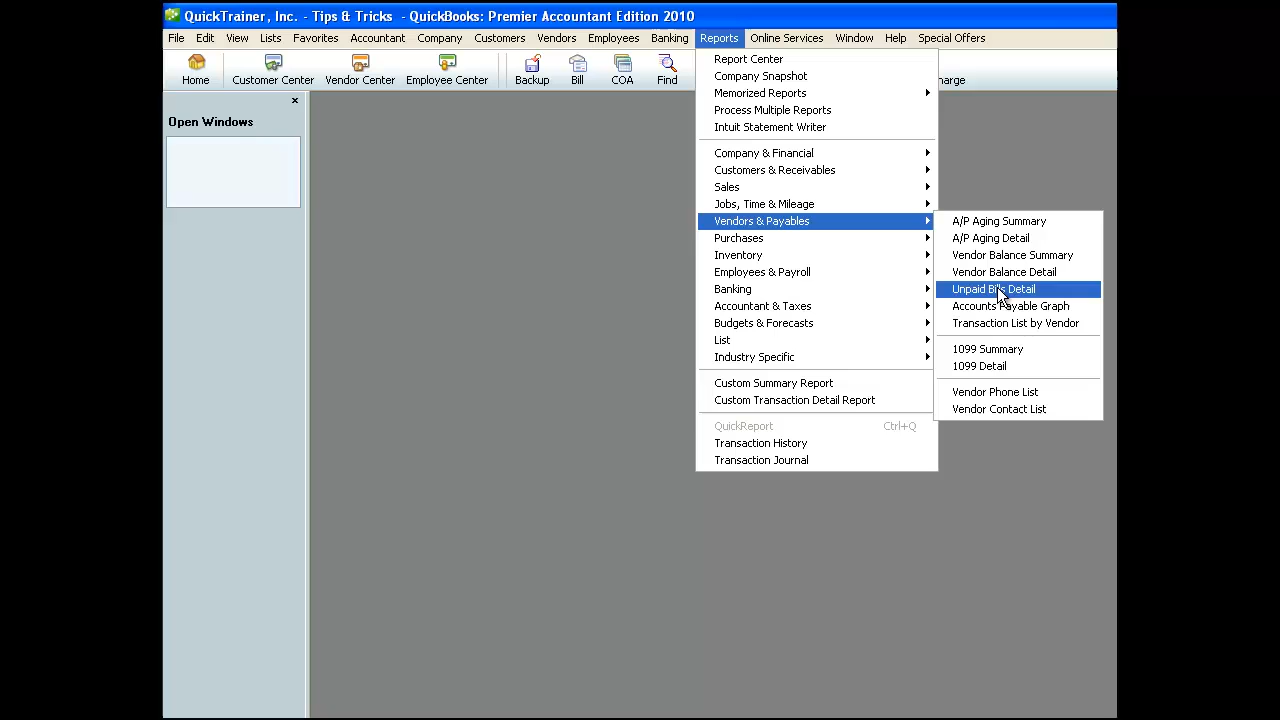 QuickTrainer, Inc. - Tips & Tricks - QuickBooks: Premier Accountant Edition 2010
File Edit View Lists Favorites Accountant Company Customers Vendors Employees Banking Reports Online Services Window Help Special Offers
Home Customer Center Vendor Center Employee Center Backup Bill COA Find
Open Windows
Report Center
Company Snapshot
Memorized Reports
Process Multiple Reports
Intuit Statement Writer
Company & Financial
Customers & Receivables
Sales
Jobs, Time & Mileage
Vendors & Payables
Purchases
Inventory
Employees & Payroll
Banking
Accountant & Taxes
Budgets & Forecasts
List
Industry Specific
Custom Summary Report
Custom Transaction Detail Report
QuickReport Ctrl+Q
Transaction History
Transaction Journal
A/P Aging Summary
A/P Aging Detail
Vendor Balance Summary
Vendor Balance Detail
Unpaid Bills Detail
Accounts Payable Graph
Transaction List by Vendor
1099 Summary
1099 Detail
Vendor Phone List
Vendor Contact List